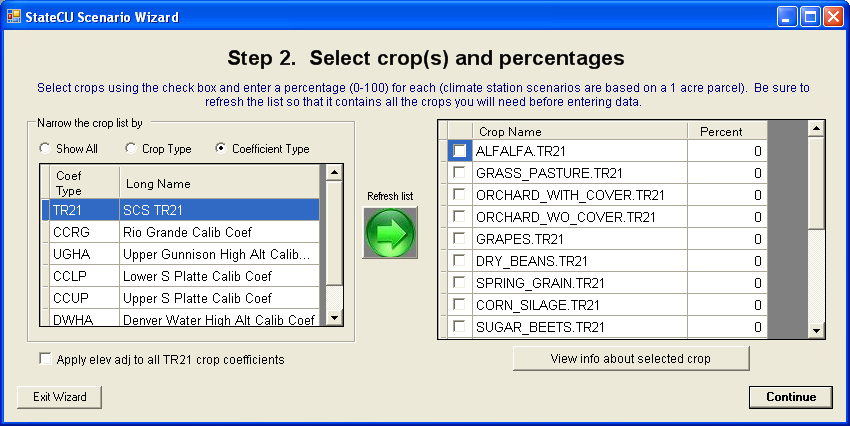 StateCU Scenario Wizard
Step 2. Select crop(s) and percentages
Select crops using the check box and enter a percentage (0-100) for each (climate station scenarios are based on a 1 acre parcel). Be sure to
refresh the list so that it contains all the crops you will need before entering data.
Narrow the crop list by
Show All Crop Type Coefficient Type
Coef
Type Long Name
TR21 SCS TR21
CCRG Rio Grande Calib Coef
UGHA Upper Gunnison High Alt Calib...
CCLP Lower S Platte Calib Coef
CCUP Upper S Platte Calib Coef
DWHA Denver Water High Alt Calib Coef
Apply elev adj to all TR21 crop coefficients
Refresh list
Crop Name Percent
ALFALFA.TR21 0
GRASS_PASTURE.TR21 0
ORCHARD_WITH_COVER.TR21 0
ORCHARD_WO_COVER.TR21 0
GRAPES.TR21 0
DRY_BEANS.TR21 0
SPRING_GRAIN.TR21 0
CORN_SILAGE.TR21 0
SUGAR_BEETS.TR21 0
View info about selected crop
Exit Wizard
Continue